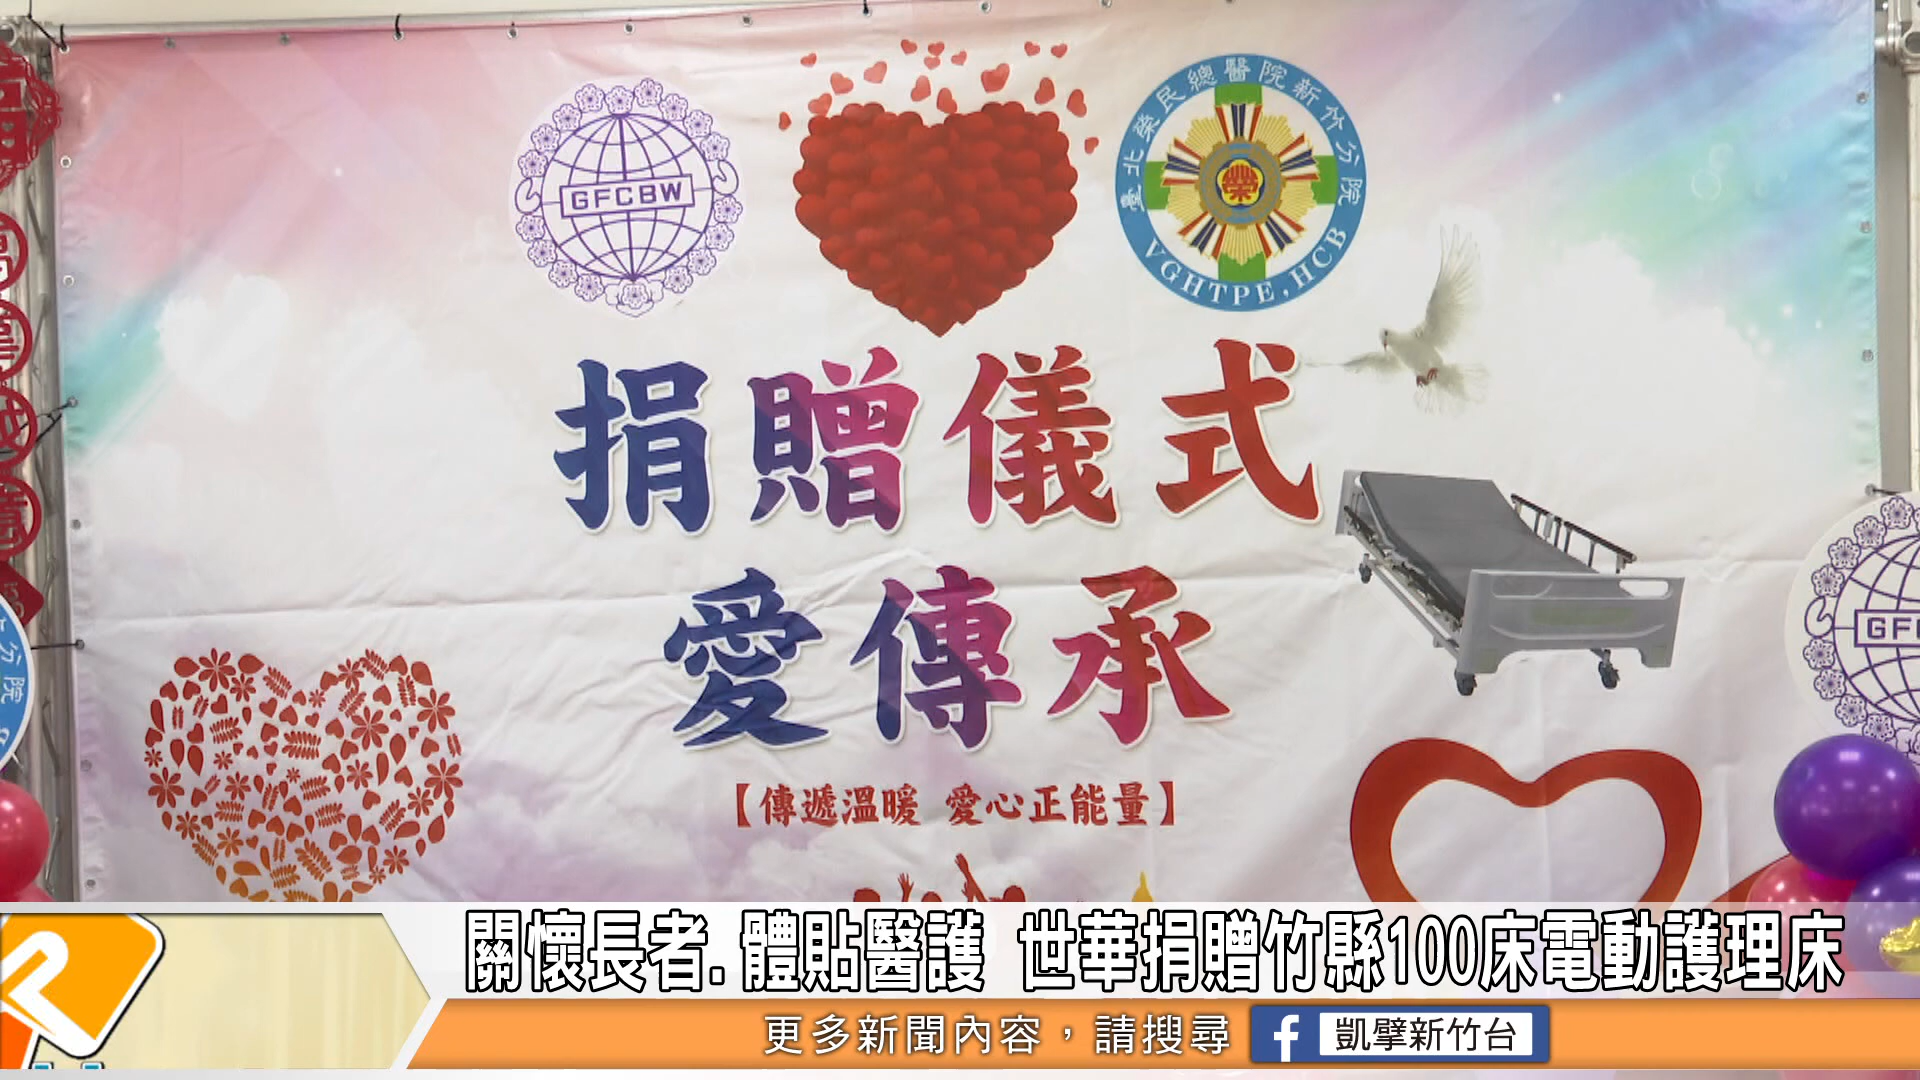 GFCBW
臺北榮民總醫院新竹分院
VGHTPE,HCB
捐贈儀式
愛傳承
【傳遞溫暖 愛心正能量】
分院
GF
關懷長者.體貼醫護 世華捐贈竹縣100床電動護理床
更多新聞內容，請搜尋 f 凱擘新竹台